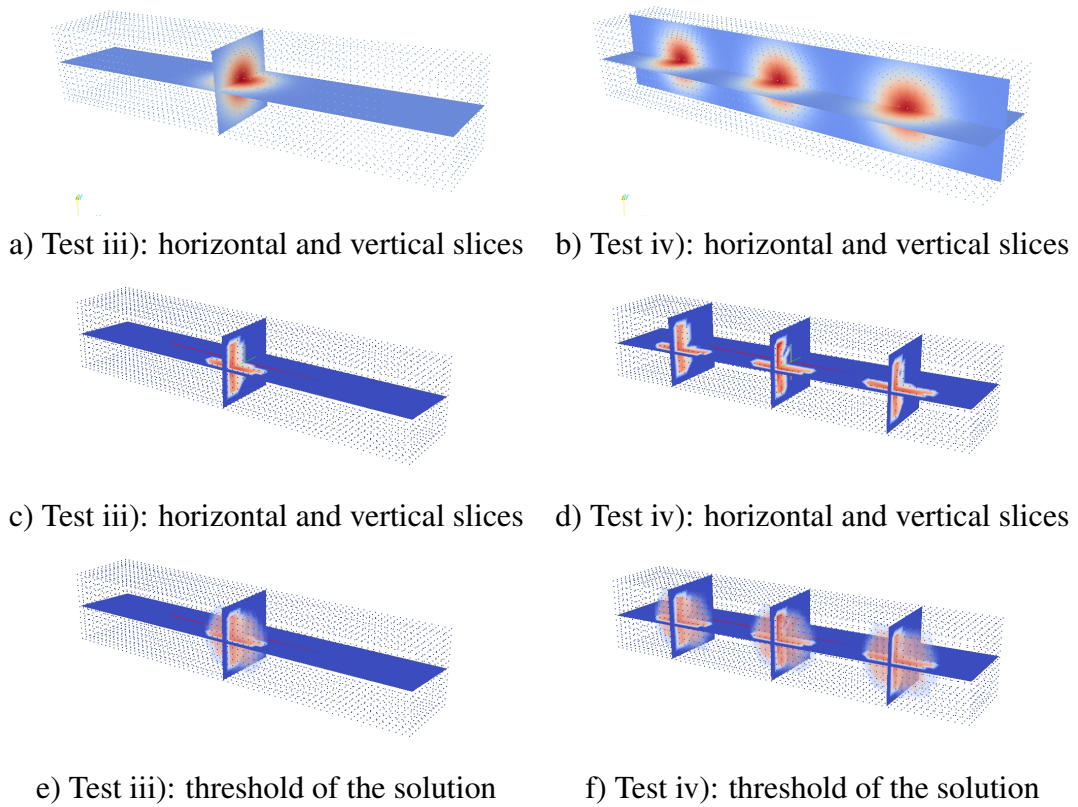 a) Test iii): horizontal and vertical slices
b) Test iv): horizontal and vertical slices
c) Test iii): horizontal and vertical slices
d) Test iv): horizontal and vertical slices
e) Test iii): threshold of the solution
f) Test iv): threshold of the solution